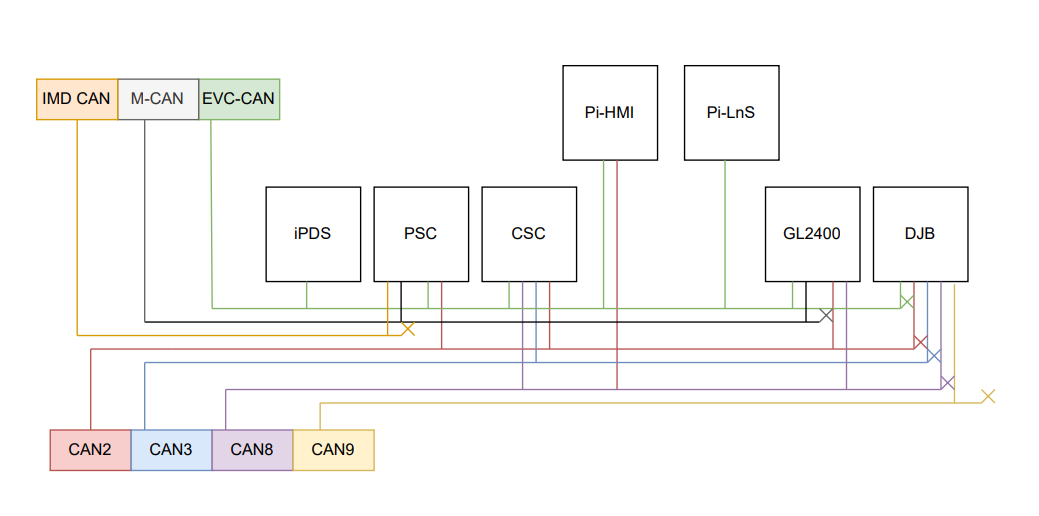 Pi-HMI
Pi-LnS
IMD CAN
M-CAN
EVC-CAN
iPDS
PSC
CSC
GL2400
DJB
CAN2
CAN3
CAN8
CAN9